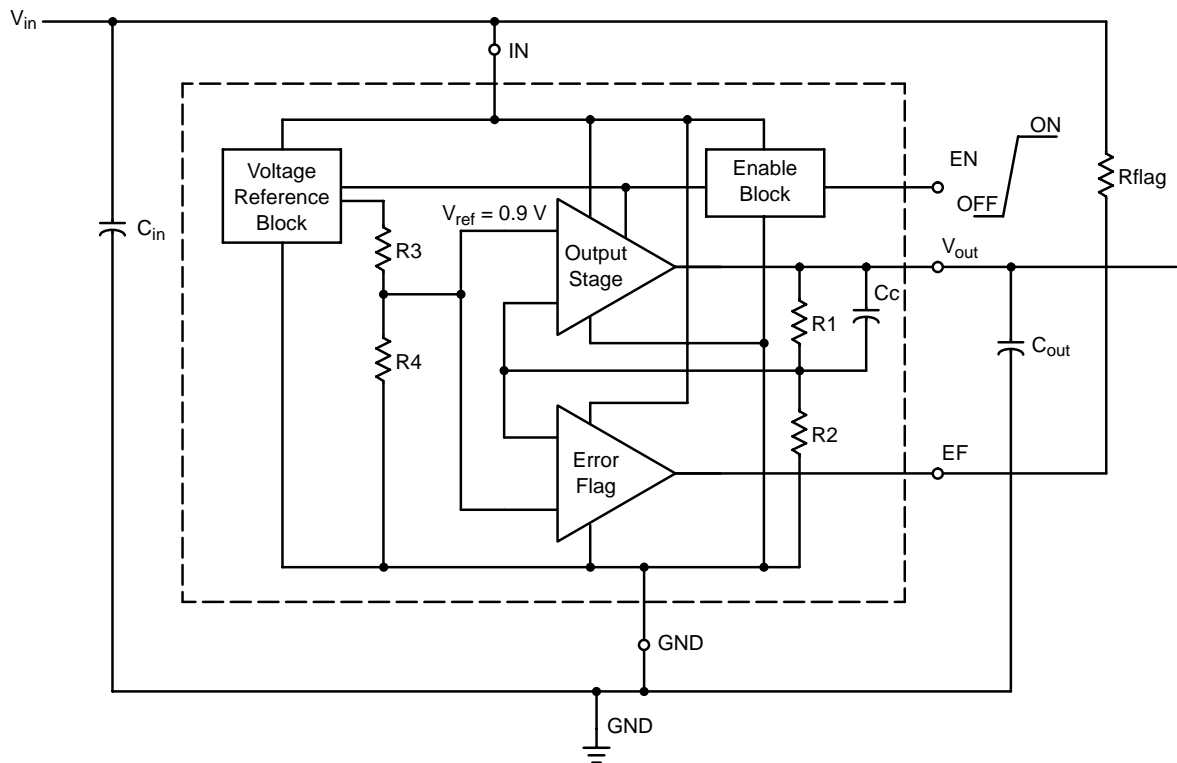 Vin
IN
Voltage
Reference
Block
Enable
Block
EN
ON
OFF
Rflag
Cin
Vref = 0.9 V
R3
Output
Stage
Vout
R1
Cc
Cout
R4
R2
Error
Flag
EF
GND
GND